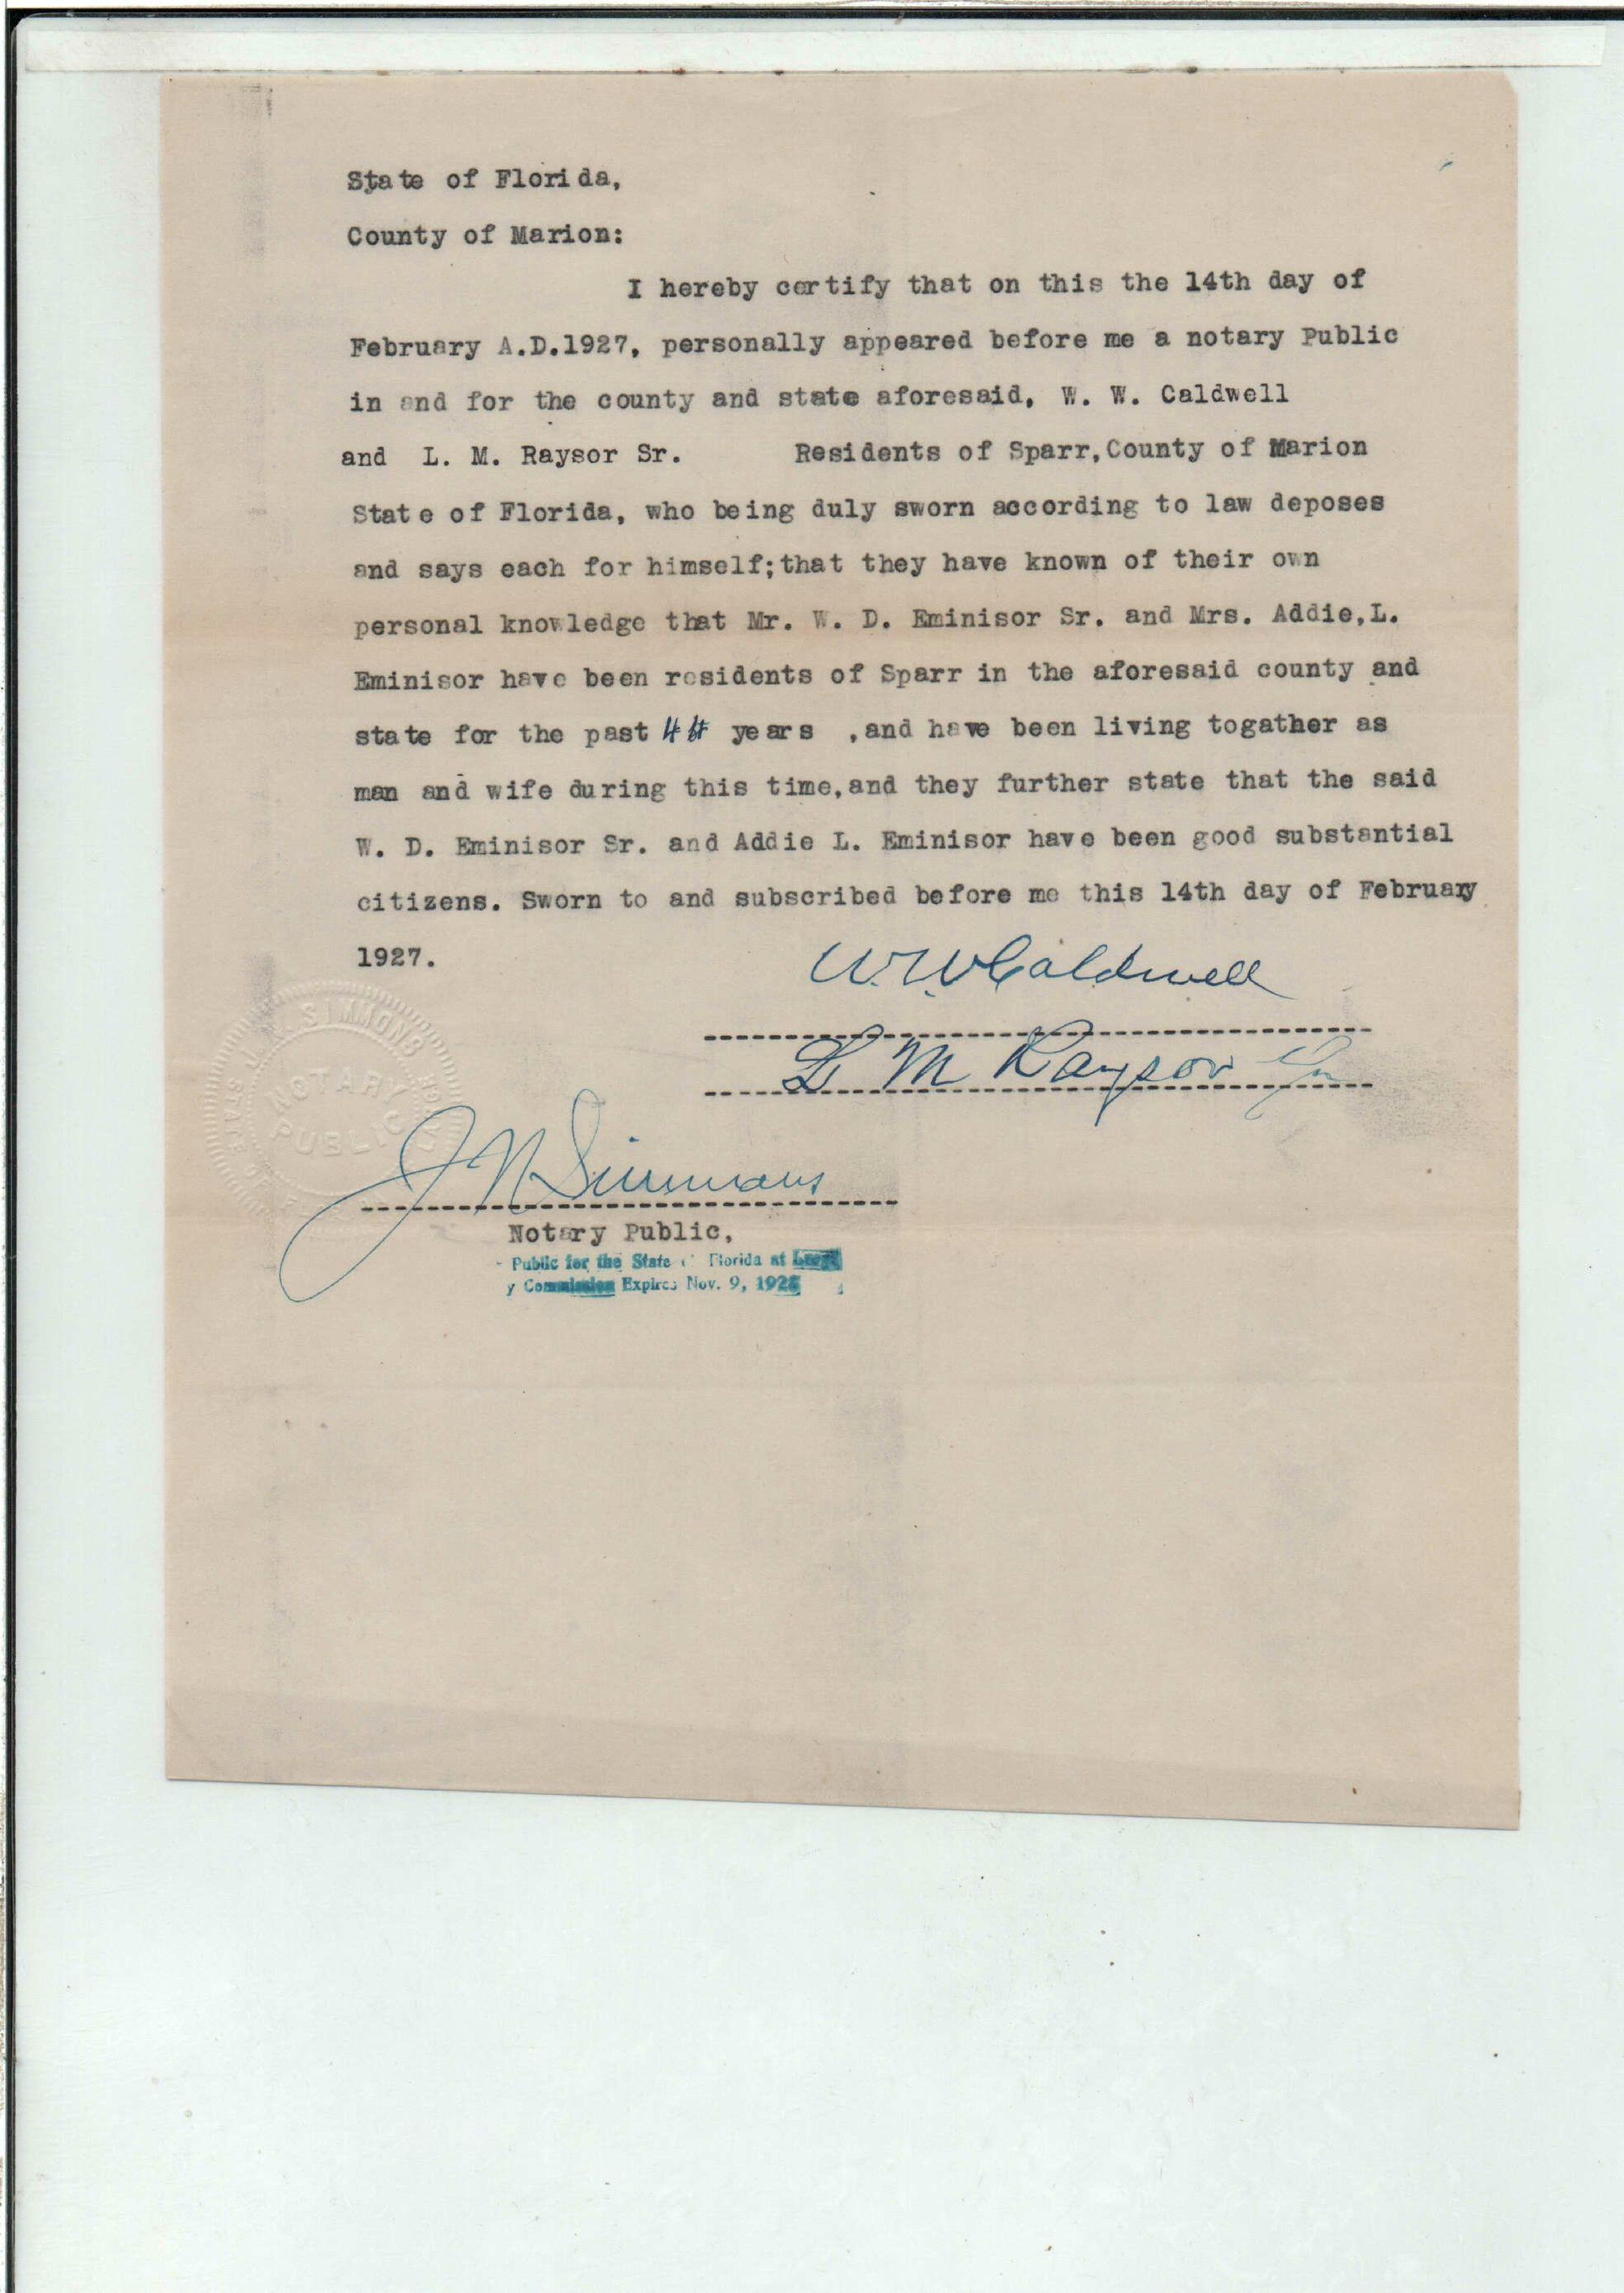 State of Florida,
County of Marion:
I hereby certify that on this the 14th day of
February A.D.1927, personally appeared before me a notary Public
in and for the county and state aforesaid, W. W. Caldwell
and L. M. Raysor Sr. Residents of Sparr,County of Marion
State of Florida, who being duly sworn according to law deposes
and says each for himself;that they have known of their own
personal knowledge that Mr. W. D. Eminisor Sr. and Mrs. Addie,L.
Eminisor have been residents of Sparr in the aforesaid county and
state for the past 44 years ,and have been living togather as
man and wife during this time,and they further state that the said
W. D. Eminisor Sr. and Addie L. Eminisor have been good substantial
citizens. Sworn to and subscribed before me this 14th day of February
1927.
W. W. Caldwell
L M Raysor Sr
SIMMONS
NOTARY
PUBLIC
STATE OF
J N Simmons
Notary Public,
Public for the State Florida at
y Commission Expires Nov. 9, 192